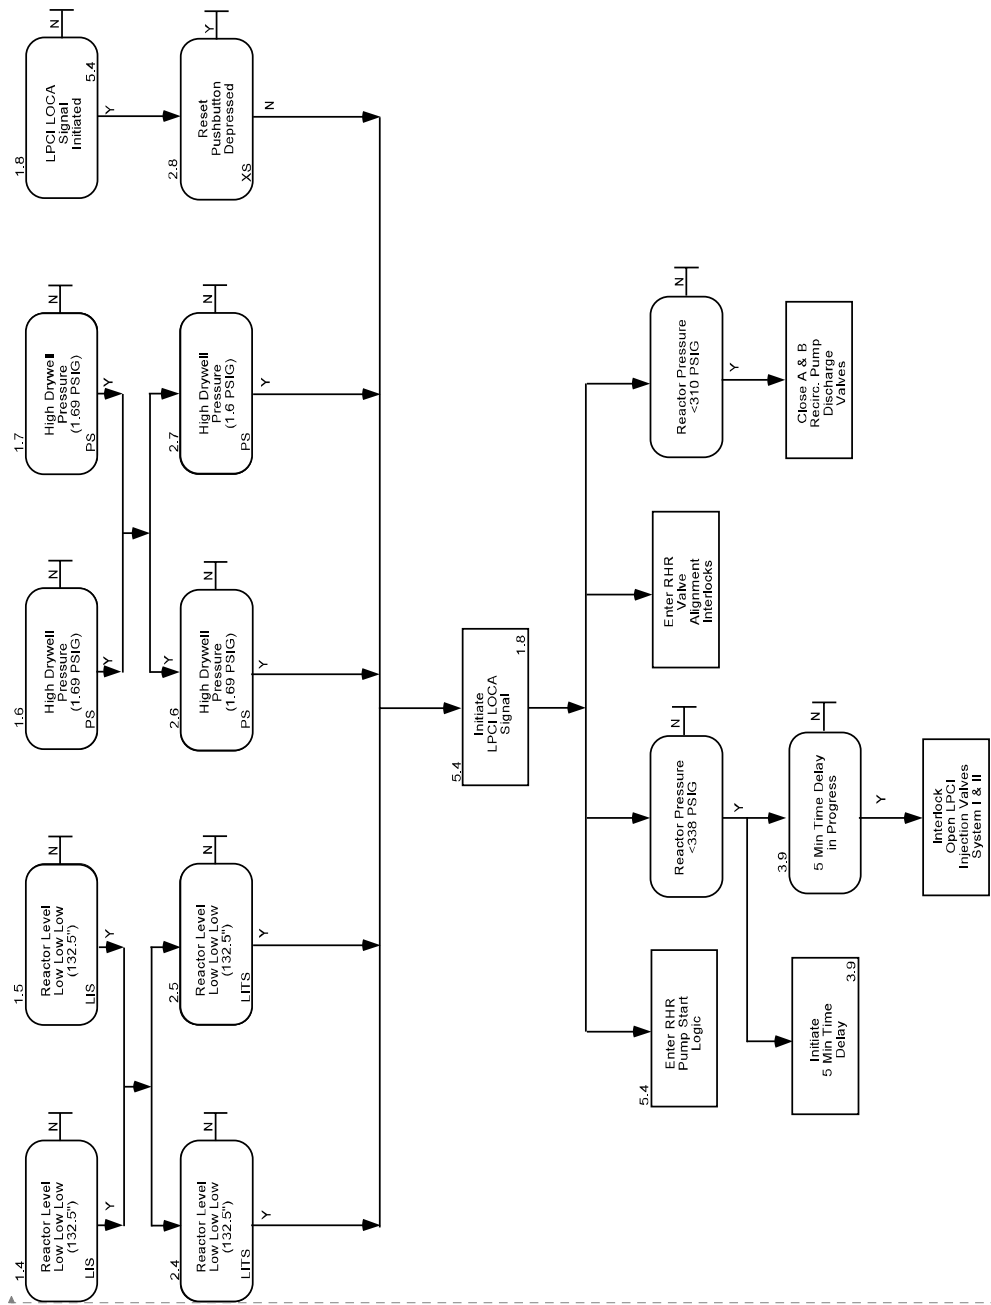 1.4
Reactor Level
Low Low Low
(132.5")
LIS
N
Y
1.5
Reactor Level
Low Low Low
(132.5")
LIS
N
Y
1.6
High Drywell
Pressure
(1.69 PSIG)
PS
N
Y
1.7
High Drywell
Pressure
(1.69 PSIG)
PS
N
Y
1.8
LPCI LOCA
Signal
Initiated
5.4
N
Y
2.4
Reactor Level
Low Low Low
(132.5")
LITS
N
Y
2.5
Reactor Level
Low Low Low
(132.5")
LITS
N
Y
2.6
High Drywell
Pressure
(1.69 PSIG)
PS
N
Y
Y
2.7
High Drywell
Pressure
(1.6 PSIG)
PS
N
Y
2.8
Reset
Pushbutton
Depressed
XS
Y
N
5.4
Initiate
LPCI LOCA
Signal
1.8
5.4
Enter RHR
Pump Start
Logic
Reactor Pressure
<338 PSIG
N
Y
Enter RHR
Valve
Alignment
Interlocks
Reactor Pressure
<310 PSIG
N
Y
Initiate
5 Min Time
Delay
3.9
3.9
5 Min Time Delay
in Progress
N
Y
Close A & B
Recirc. Pump
Discharge
Valves
Interlock
Open LPCI
Injection Valves
System I & II